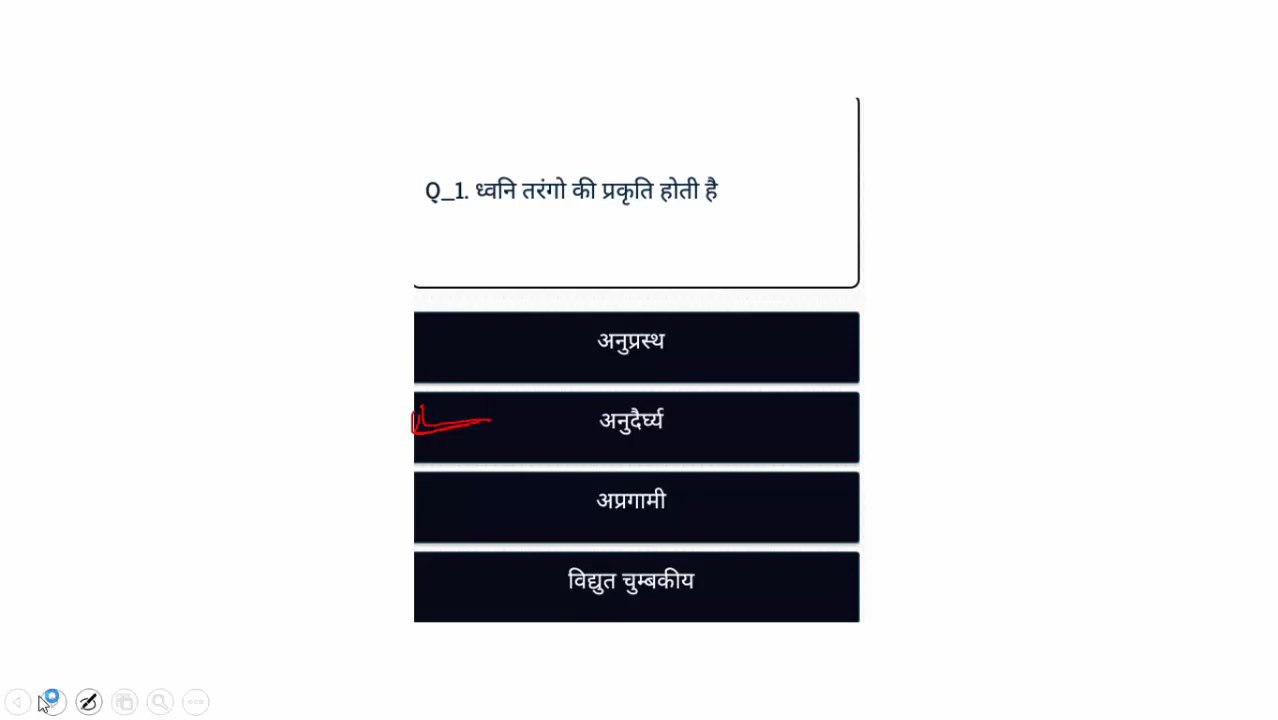 Q_1. ध्वनि तरंगो की प्रकृति होती है
अनुप्रस्थ
अनुदैर्घ्य
अप्रगामी
विद्युत चुम्बकीय